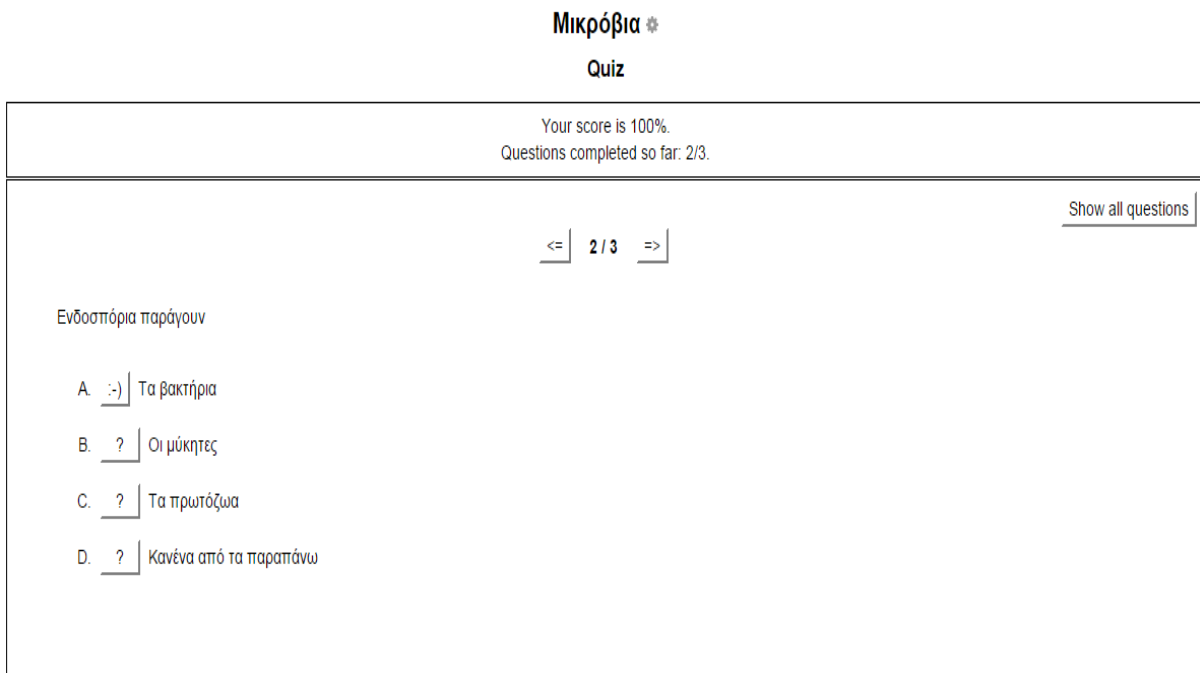 Μικρόβια
Quiz
Your score is 100%.
Questions completed so far: 2/3.
Show all questions
<= 2 / 3 =>
Ενδοσπόρια παράγουν
A. :-) Τα βακτήρια
B. ? Οι μύκητες
C. ? Τα πρωτόζωα
D. ? Κανένα από τα παραπάνω